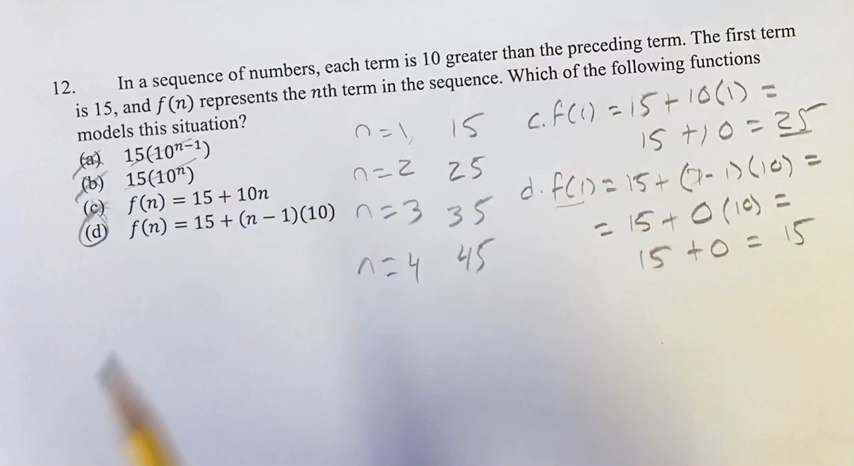 12. In a sequence of numbers, each term is 10 greater than the preceding term. The first term
is 15, and f(n) represents the nth term in the sequence. Which of the following functions
models this situation?
(a) 15(10ⁿ⁻¹)
(b) 15(10ⁿ)
(c) f(n) = 15 + 10n
(d) f(n) = 15 + (n − 1)(10)
n=1, 15
n=2 25
n=3 35
n=4 45
c. f(1) = 15 + 10(1) =
15 + 10 = 25
d. f(1) = 15 + (1-1)(10) =
= 15 + 0(10) =
15 + 0 = 15